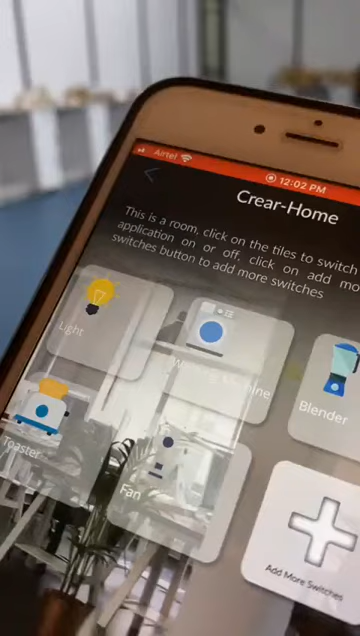 Airtel
12:02 PM
Crear-Home
This is a room, click on the tiles to switch
application on or off, click on add mo
switches button to add more switches
Light
Machine
Blender
Toaster
Fan
Add More Switches